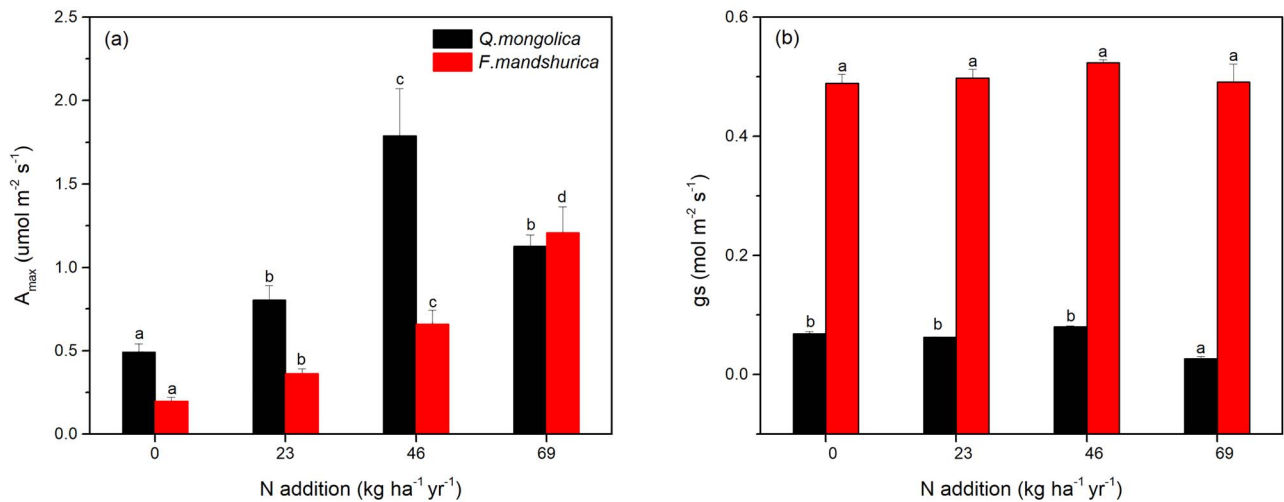 (a)
Q.mongolica
F.mandshurica
A_max (umol m⁻² s⁻¹)
2.5
2.0
1.5
1.0
0.5
0.0
a
a
b
b
c
c
b
d
0
23
46
69
N addition (kg ha⁻¹ yr⁻¹)
(b)
gs (mol m⁻² s⁻¹)
0.6
0.4
0.2
0.0
b
a
b
a
b
a
a
a
0
23
46
69
N addition (kg ha⁻¹ yr⁻¹)